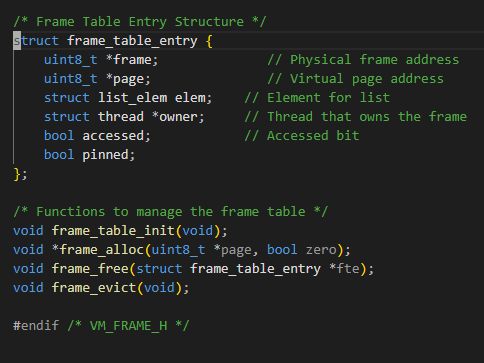 /* Frame Table Entry Structure */
struct frame_table_entry {
    uint8_t *frame;              // Physical frame address
    uint8_t *page;               // Virtual page address
    struct list_elem elem;    // Element for list
    struct thread *owner;     // Thread that owns the frame
    bool accessed;            // Accessed bit
    bool pinned;
};

/* Functions to manage the frame table */
void frame_table_init(void);
void *frame_alloc(uint8_t *page, bool zero);
void frame_free(struct frame_table_entry *fte);
void frame_evict(void);

#endif /* VM_FRAME_H */